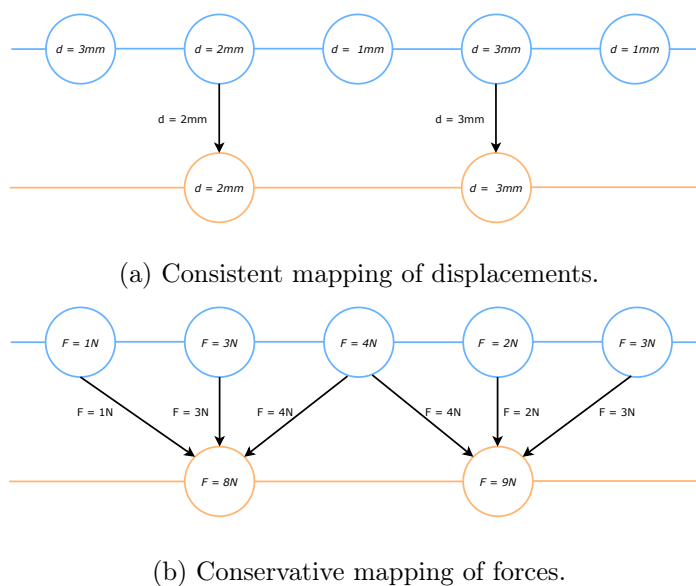 d = 3mm d = 2mm d = 1mm d = 3mm d = 1mm
d = 2mm d = 3mm
d = 2mm d = 3mm
(a) Consistent mapping of displacements.
F = 1N F = 3N F = 4N F = 2N F = 3N
F = 1N F = 3N F = 4N F = 4N F = 2N F = 3N
F = 8N F = 9N
(b) Conservative mapping of forces.